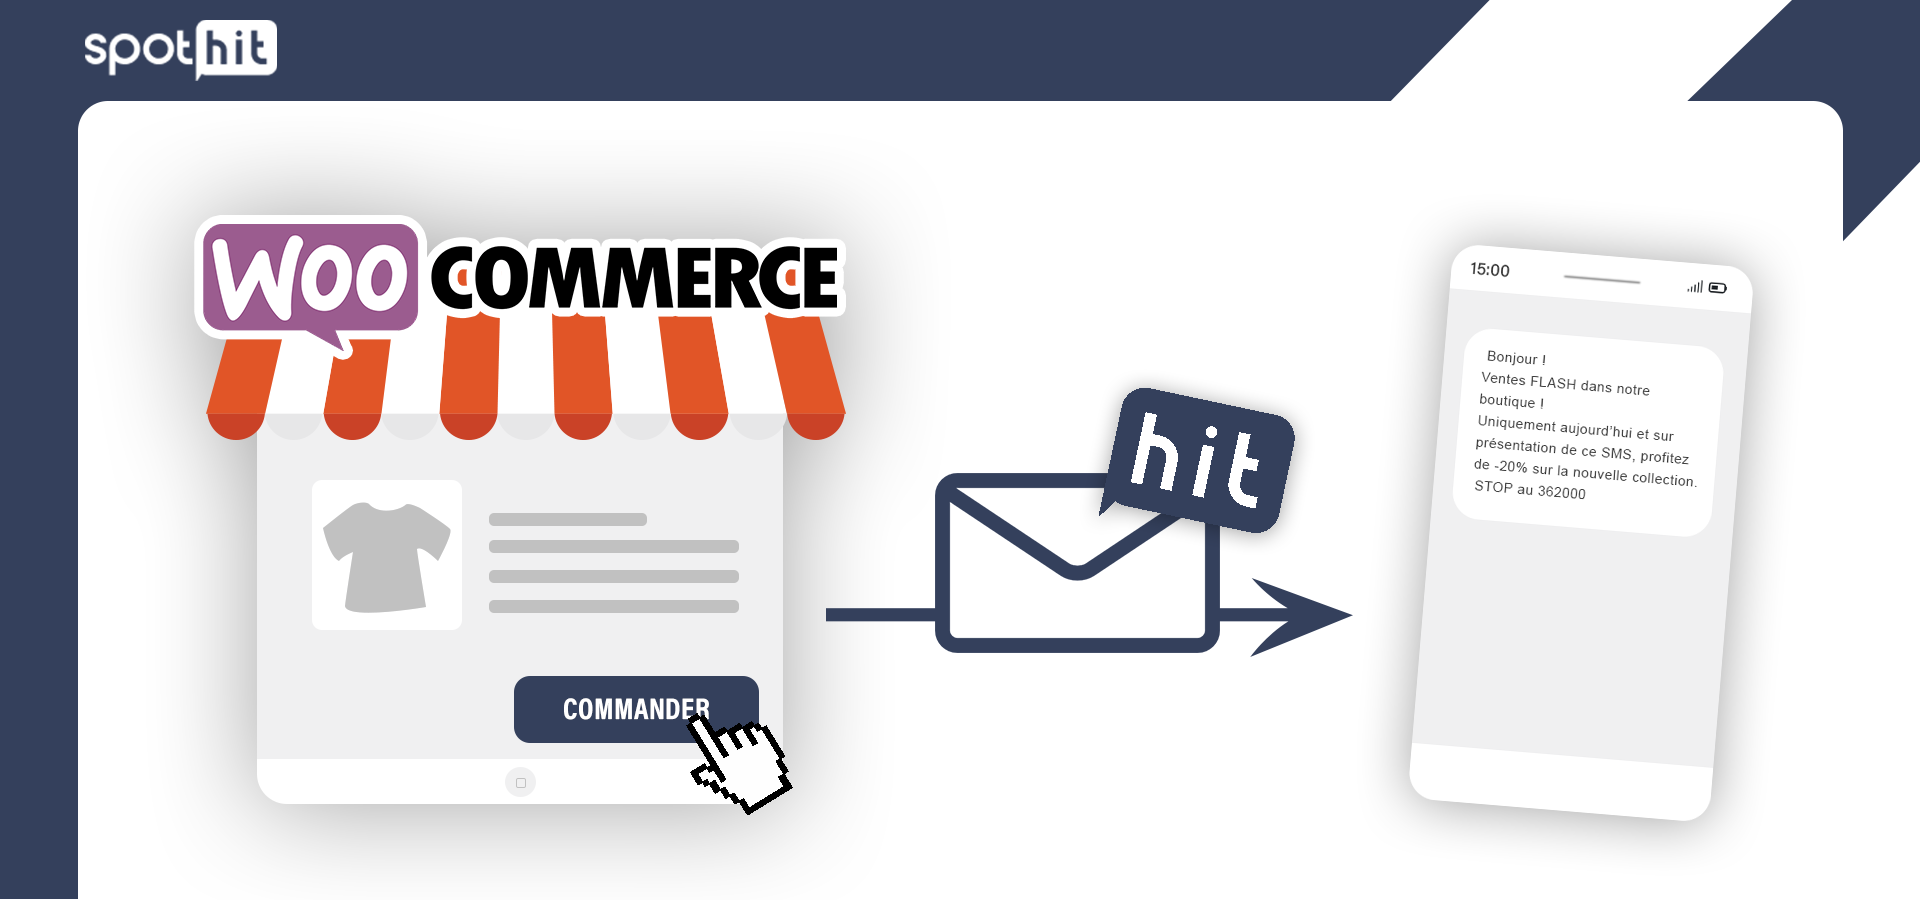 spothit
WOO COMMERCE
COMMANDER
hit
15:00
Bonjour !
Ventes FLASH dans notre
boutique !
Uniquement aujourd'hui et sur
présentation de ce SMS, profitez
de -20% sur la nouvelle collection.
STOP au 362000